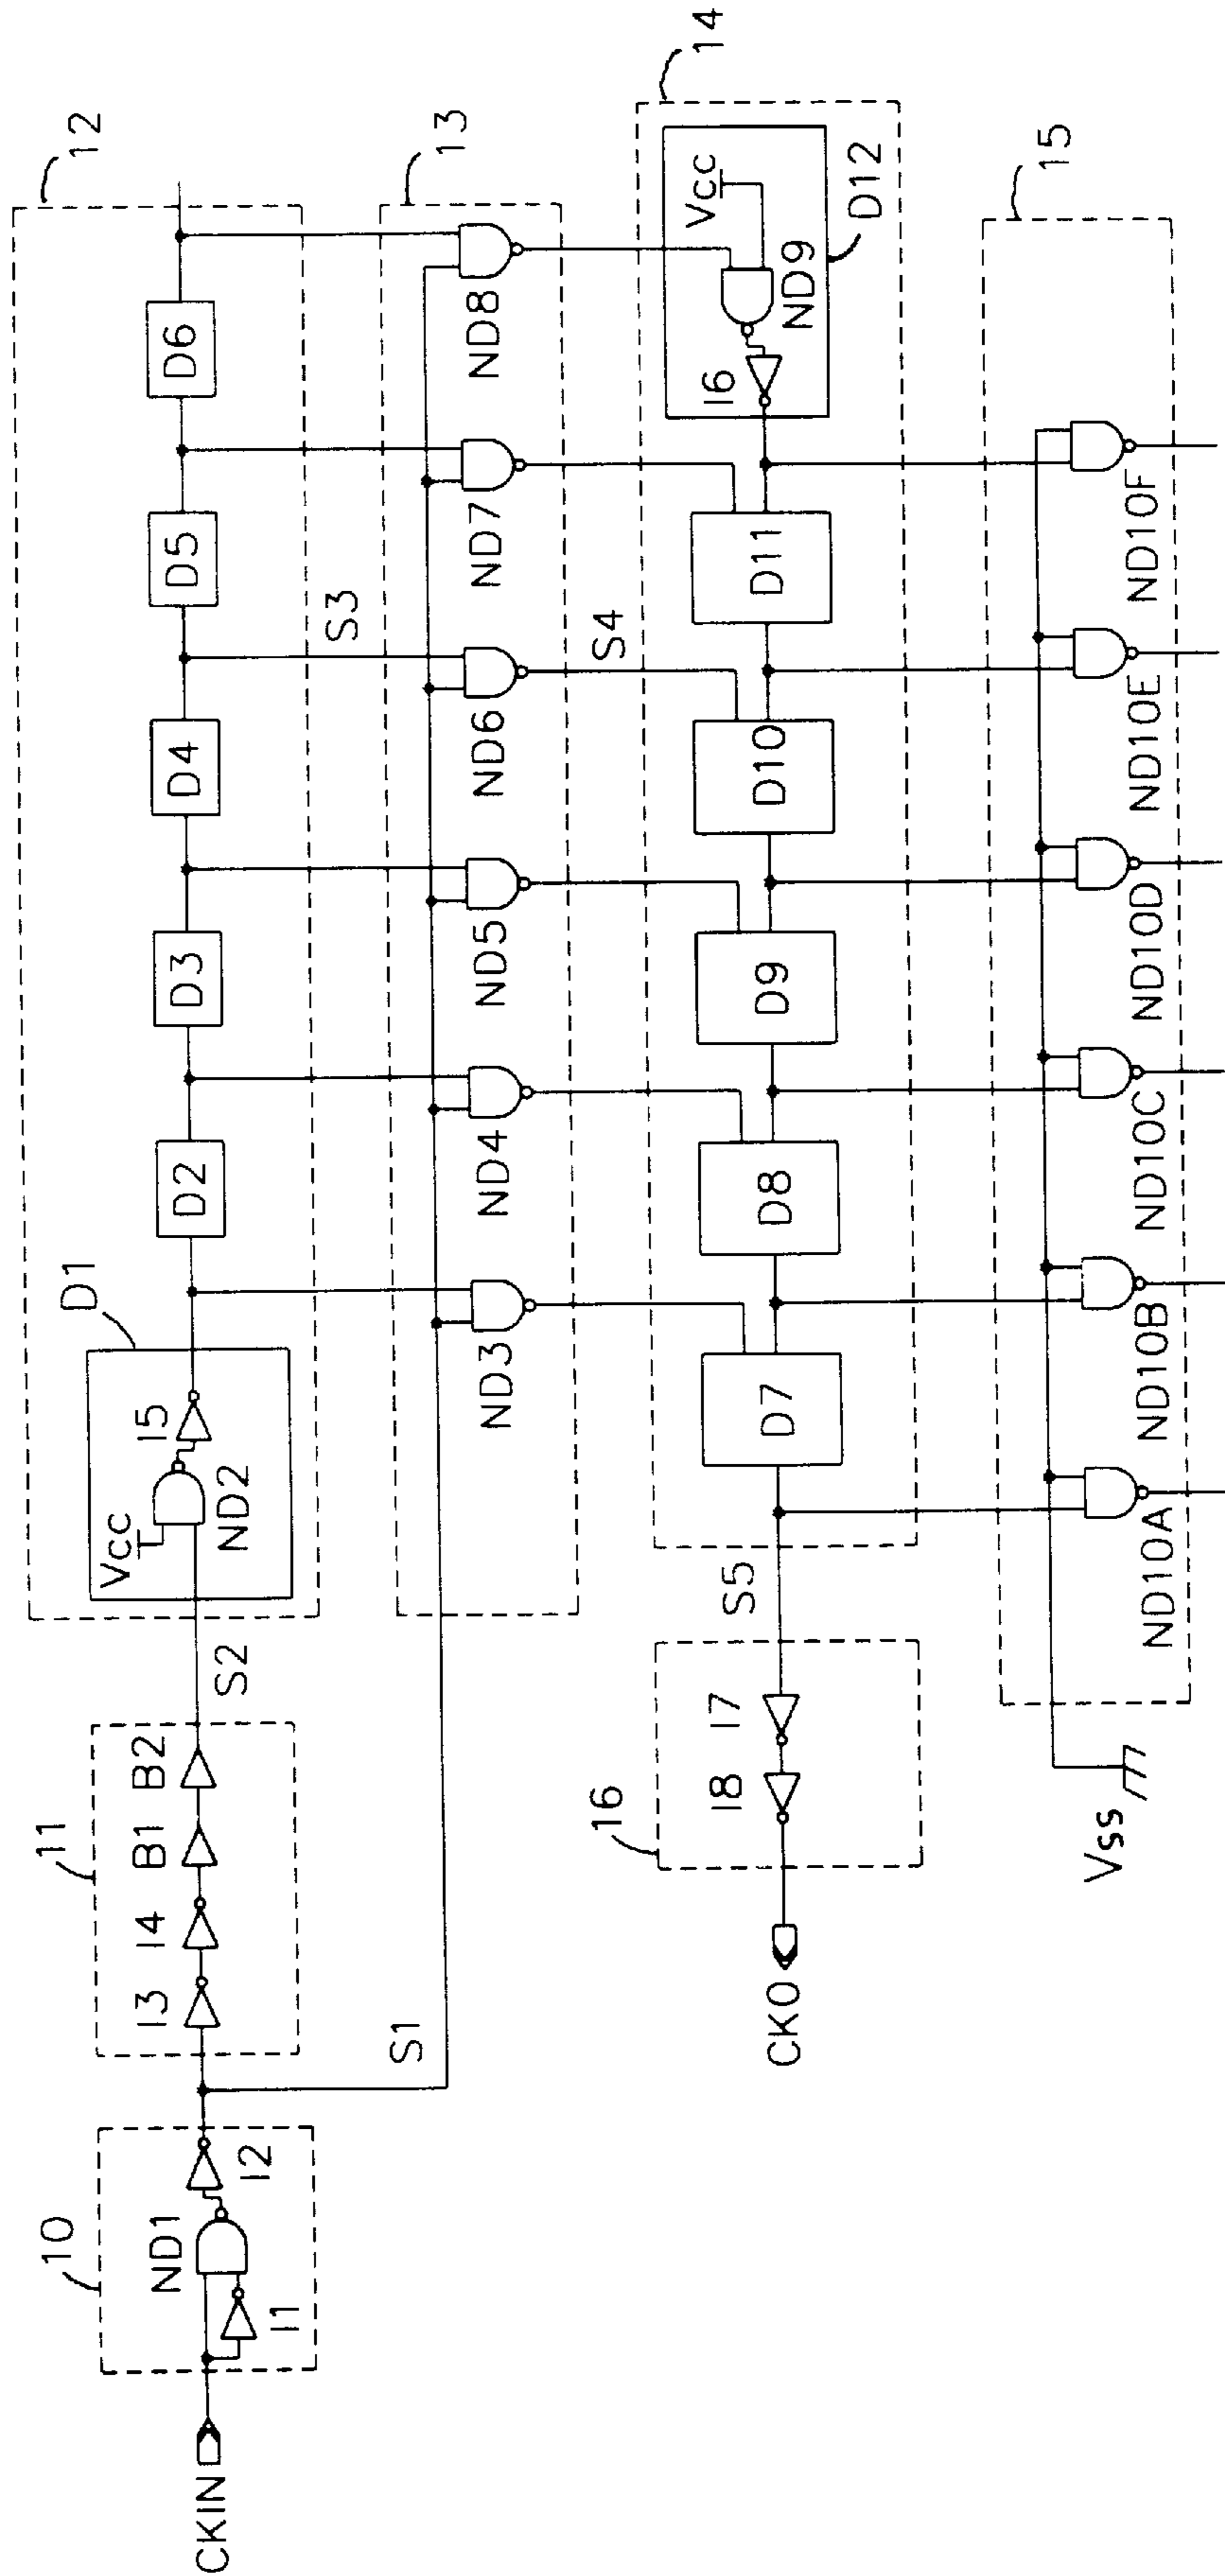 12
D1
Vcc
I5
ND2
D2
D3
D4
D5
D6
11
I3
I4
B1
B2
S2
10
ND1
I2
I1
CKIN
S1
S3
13
ND3
ND4
ND5
ND6
ND7
ND8
S4
14
D7
D8
D9
D10
D11
Vcc
I6
ND9
D12
S5
16
I8
I7
CKO
15
Vss
ND10A
ND10B
ND10C
ND10D
ND10E
ND10F